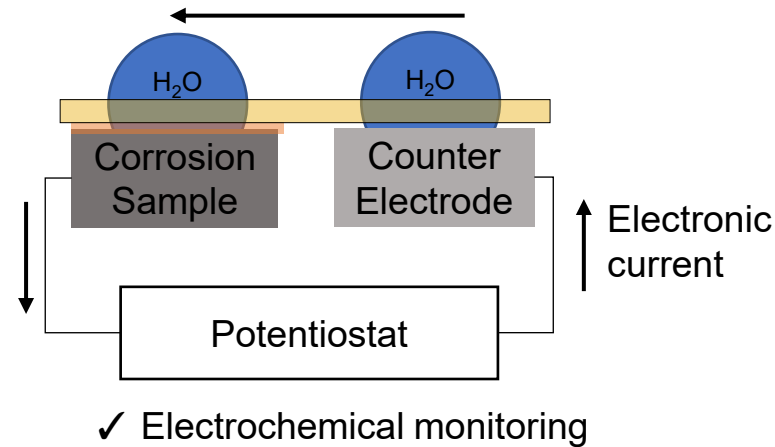 H₂O
H₂O
Corrosion
Sample
Counter
Electrode
Electronic
current
Potentiostat
✓ Electrochemical monitoring